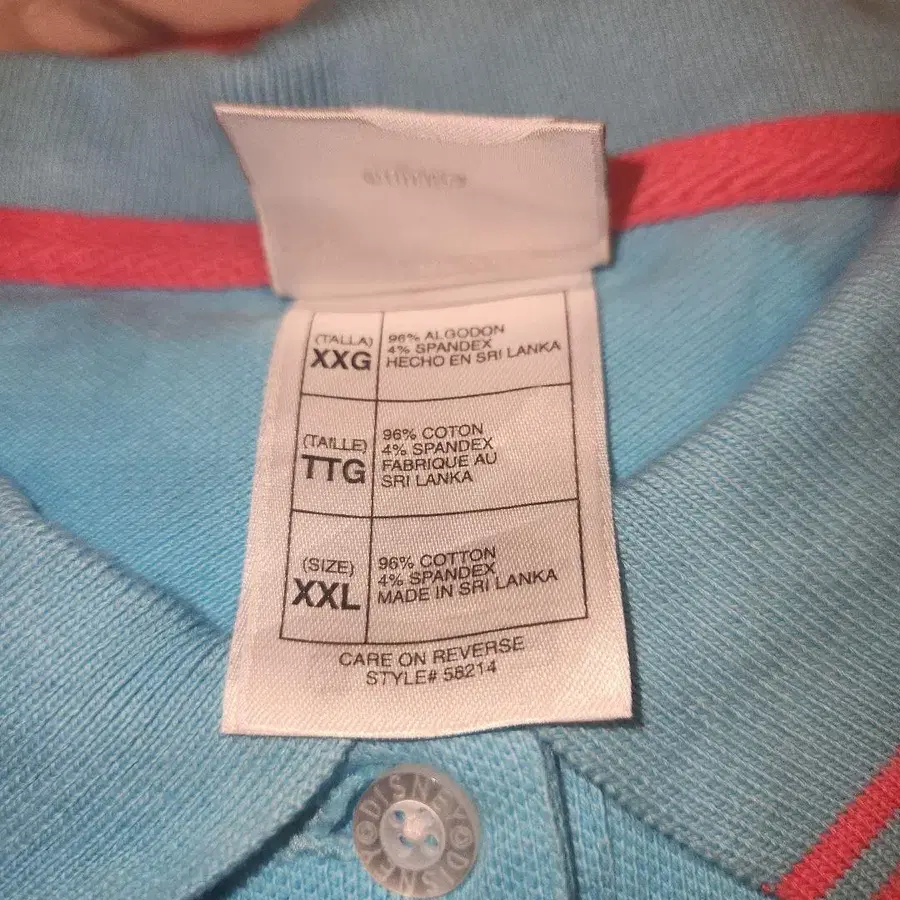 (TALLA)
XXG
96% ALGODON
4% SPANDEX
HECHO EN SRI LANKA
(TAILLE)
TTG
96% COTON
4% SPANDEX
FABRIQUE AU
SRI LANKA
(SIZE)
XXL
96% COTTON
4% SPANDEX
MADE IN SRI LANKA
CARE ON REVERSE
STYLE# 58214
DISNEY DISNEY